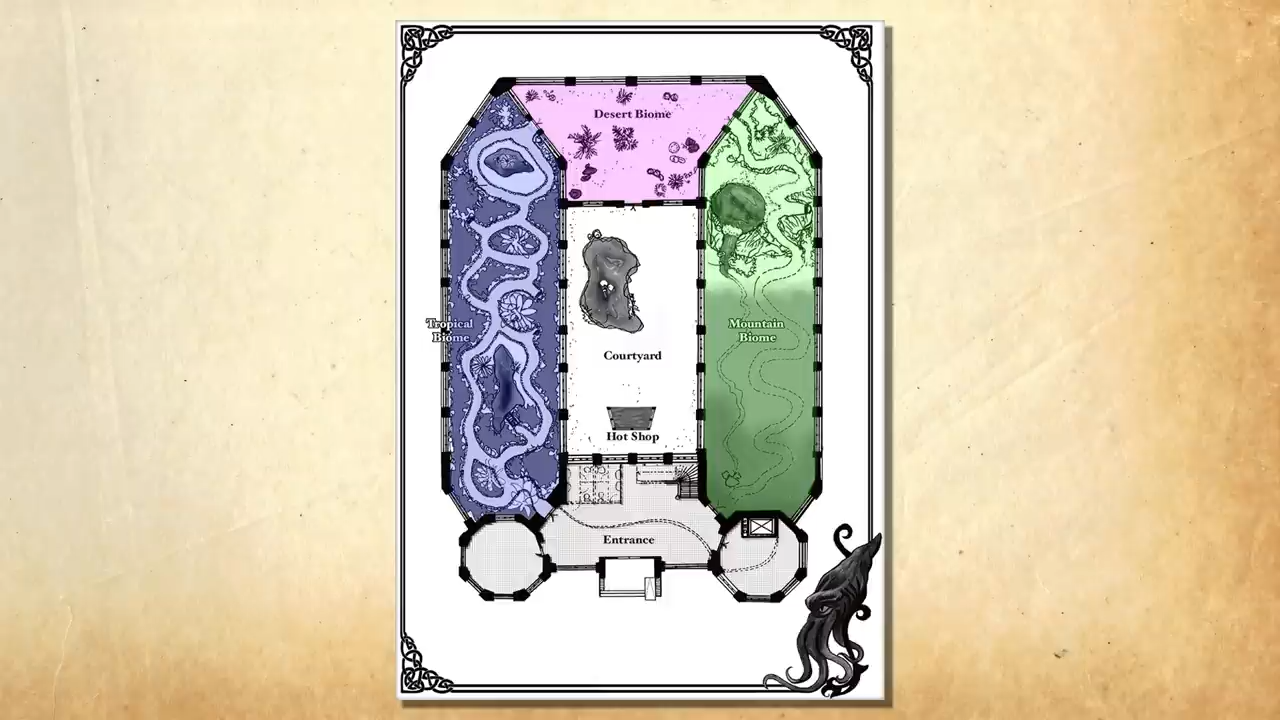 Desert Biome
Tropical
Biome
Mountain
Biome
Courtyard
Hot Shop
Entrance